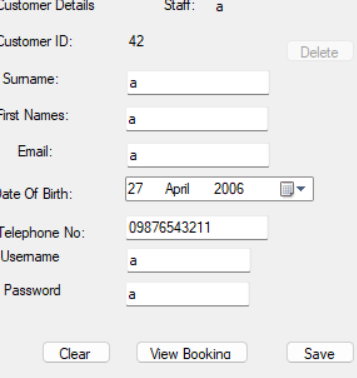 Customer Details Staff: a
Customer ID: 42
Delete
Surname: a
First Names: a
Email: a
Date Of Birth: 27 April 2006
Telephone No: 09876543211
Username a
Password a
Clear View Booking Save